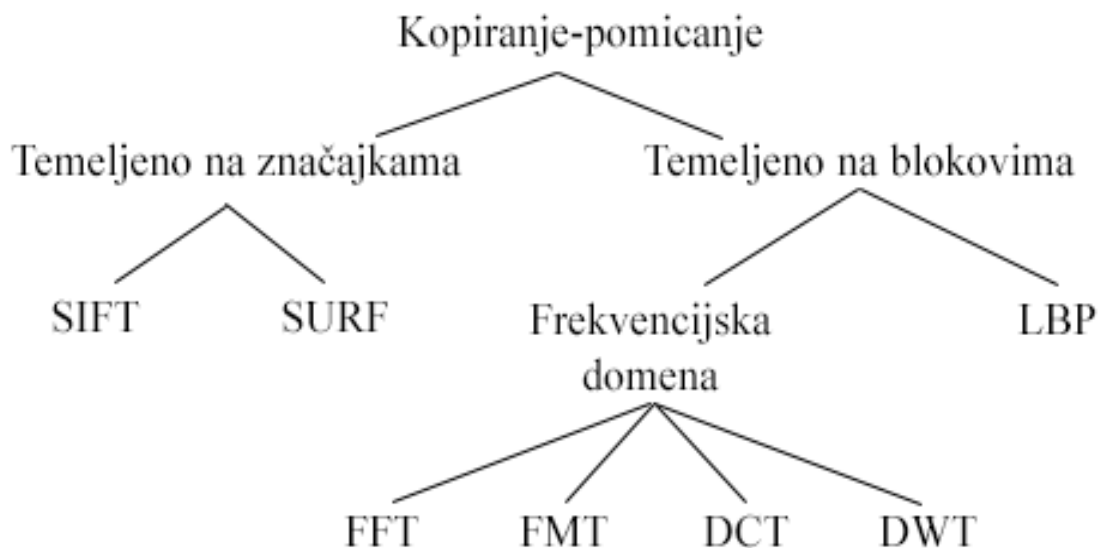 Kopiranje-pomicanje
Temeljeno na značajkama
Temeljeno na blokovima
SIFT
SURF
Frekvencijska
domena
LBP
FFT
FMT
DCT
DWT